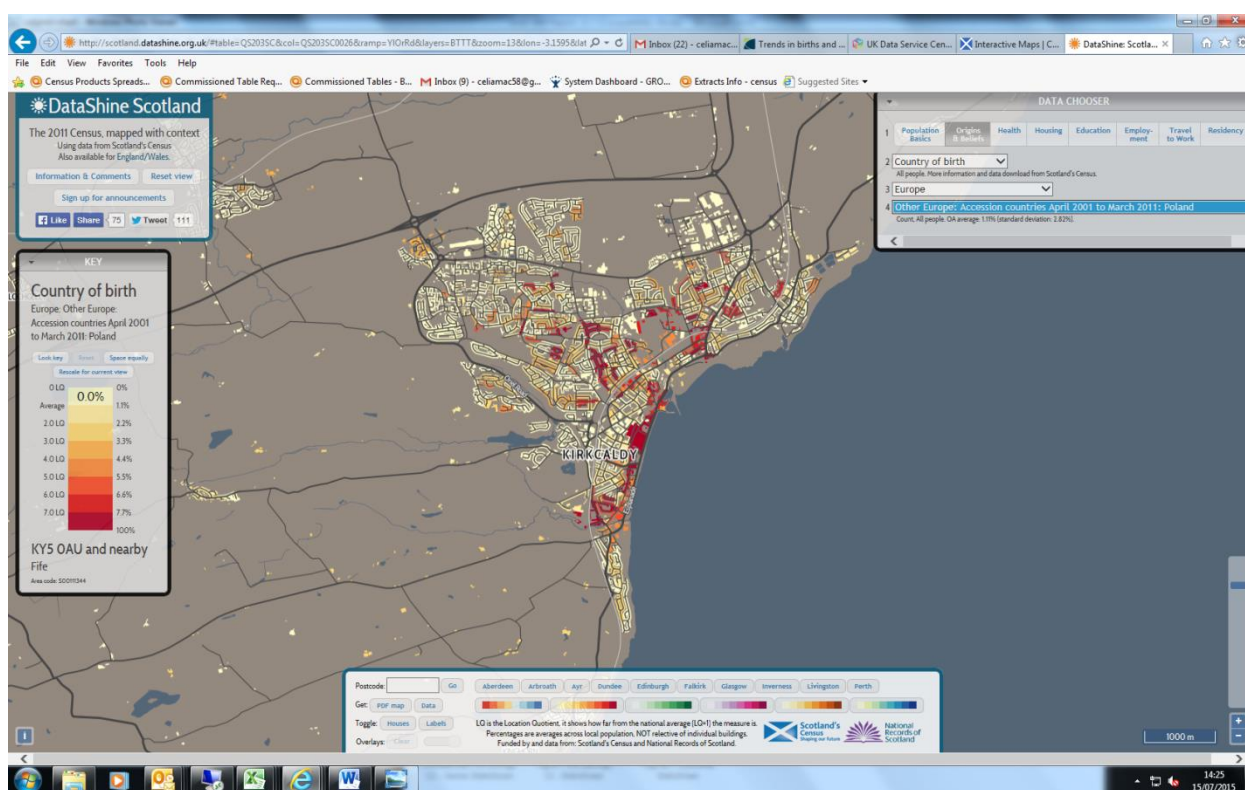 http://scotland.datashine.org.uk/#table=QS203SC&col=QS203SC0026&ramp=YlOrRd&layers=BTTT&zoom=13&lon=-3.1595&lat
Inbox (22) - celiamac...
Trends in births and ...
UK Data Service Cen...
Interactive Maps | C...
DataShine: Scotla...
File Edit View Favorites Tools Help
Census Products Spreads...
Commissioned Table Req...
Commissioned Tables - B...
Inbox (9) - celiamac58@g...
System Dashboard - GRO...
Extracts Info - census
Suggested Sites
DataShine Scotland
The 2011 Census, mapped with context
Using data from Scotland's Census
Also available for England/Wales.
Information & Comments Reset view
Sign up for announcements
Like Share 75 Tweet 111
DATA CHOOSER
1 Population Basics Origins & Beliefs Health Housing Education Employ-ment Travel to Work Residency
2 Country of birth
All people. More information and data download from Scotland's Census.
3 Europe
4 Other Europe: Accession countries April 2001 to March 2011: Poland
Count. All people. OA average: 1.11% (standard deviation: 2.82%).
KEY
Country of birth
Europe: Other Europe:
Accession countries April 2001
to March 2011: Poland
Lock key Reset Space equally
Rescale for current view
0 LQ 0%
0.0%
Average 1.1%
2.0 LQ 2.2%
3.0 LQ 3.3%
4.0 LQ 4.4%
5.0 LQ 5.5%
6.0 LQ 6.6%
7.0 LQ 7.7%
100%
KY5 0AU and nearby
Fife
Area code: S00111344
KIRKCALDY
Postcode: Go
Aberdeen Arbroath Ayr Dundee Edinburgh Falkirk Glasgow Inverness Livingston Perth
Get: PDF map Data
Toggle: Houses Labels
Overlays: Clear
LQ is the Location Quotient, it shows how far from the national average (LQ=1) the measure is.
Percentages are averages across local population, NOT relective of individual buildings.
Funded by and data from: Scotland's Census and National Records of Scotland.
Scotland's
Census
Shaping our future
National
Records of
Scotland
1000 m
14:25
15/07/2015